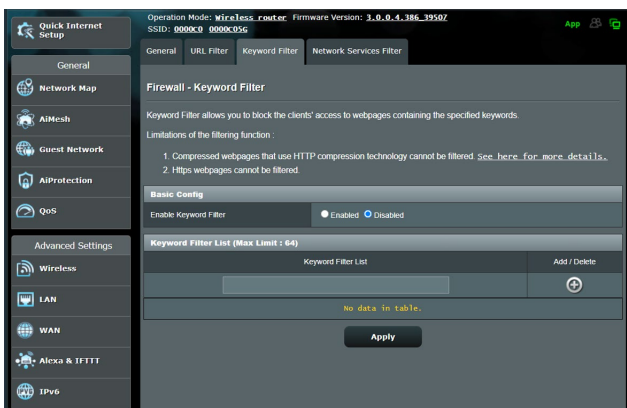 Quick Internet
Setup
General
Network Map
AiMesh
Guest Network
AiProtection
QoS
Advanced Settings
Wireless
LAN
WAN
Alexa & IFTTT
IPv6
Operation Mode: Wireless router Firmware Version: 3.0.0.4.386_39507
SSID: 0000C0 0000C05G
App
General URL Filter Keyword Filter Network Services Filter
Firewall - Keyword Filter
Keyword Filter allows you to block the clients' access to webpages containing the specified keywords.
Limitations of the filtering function :
1. Compressed webpages that use HTTP compression technology cannot be filtered. See here for more details.
2. Https webpages cannot be filtered.
Basic Config
Enable Keyword Filter Enabled Disabled
Keyword Filter List (Max Limit : 64)
Keyword Filter List Add / Delete
No data in table.
Apply